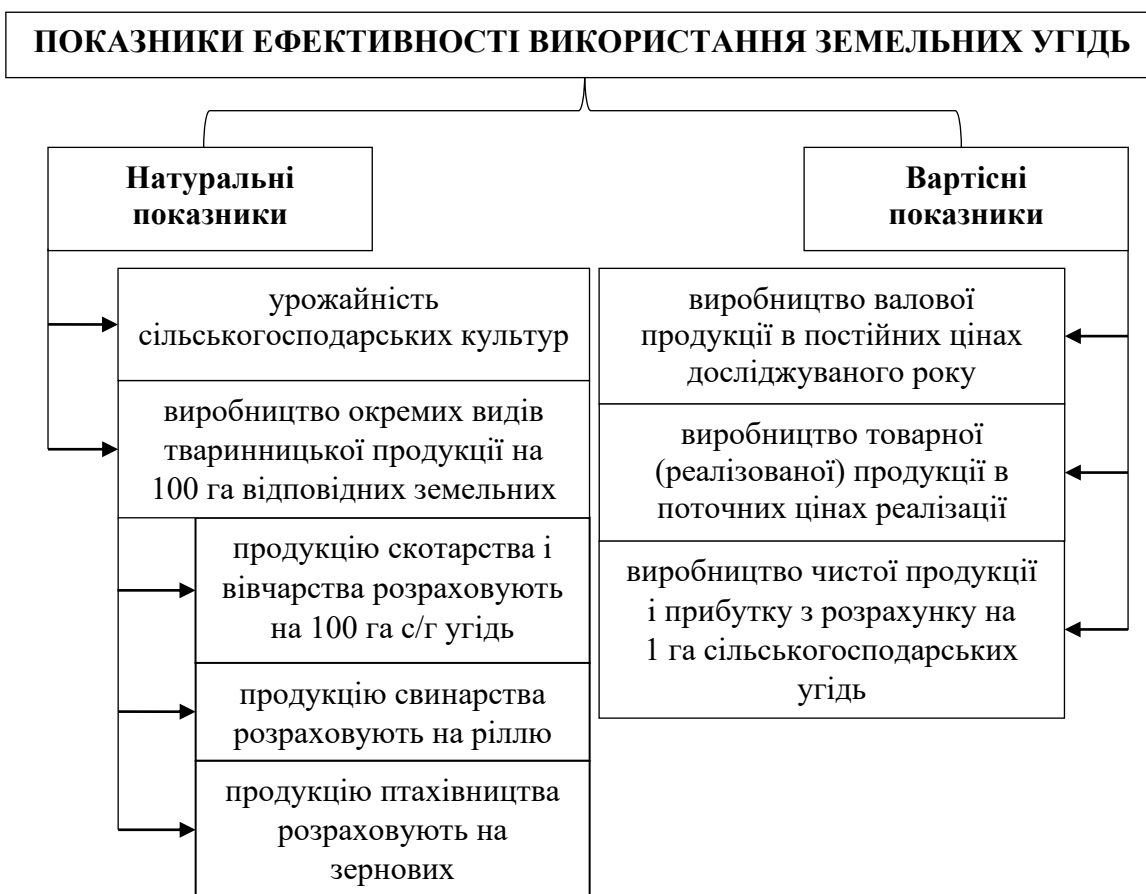 ПОКАЗНИКИ ЕФЕКТИВНОСТІ ВИКОРИСТАННЯ ЗЕМЕЛЬНИХ УГІДЬ
Натуральні
показники
урожайність
сільськогосподарських культур
виробництво окремих видів
тваринницької продукції на
100 га відповідних земельних
продукцію скотарства і
вівчарства розраховують
на 100 га с/г угідь
продукцію свинарства
розраховують на ріллю
продукцію птахівництва
розраховують на
зернових
Вартісні
показники
виробництво валової
продукції в постійних цінах
досліджуваного року
виробництво товарної
(реалізованої) продукції в
поточних цінах реалізації
виробництво чистої продукції
і прибутку з розрахунку на
1 га сільськогосподарських
угідь